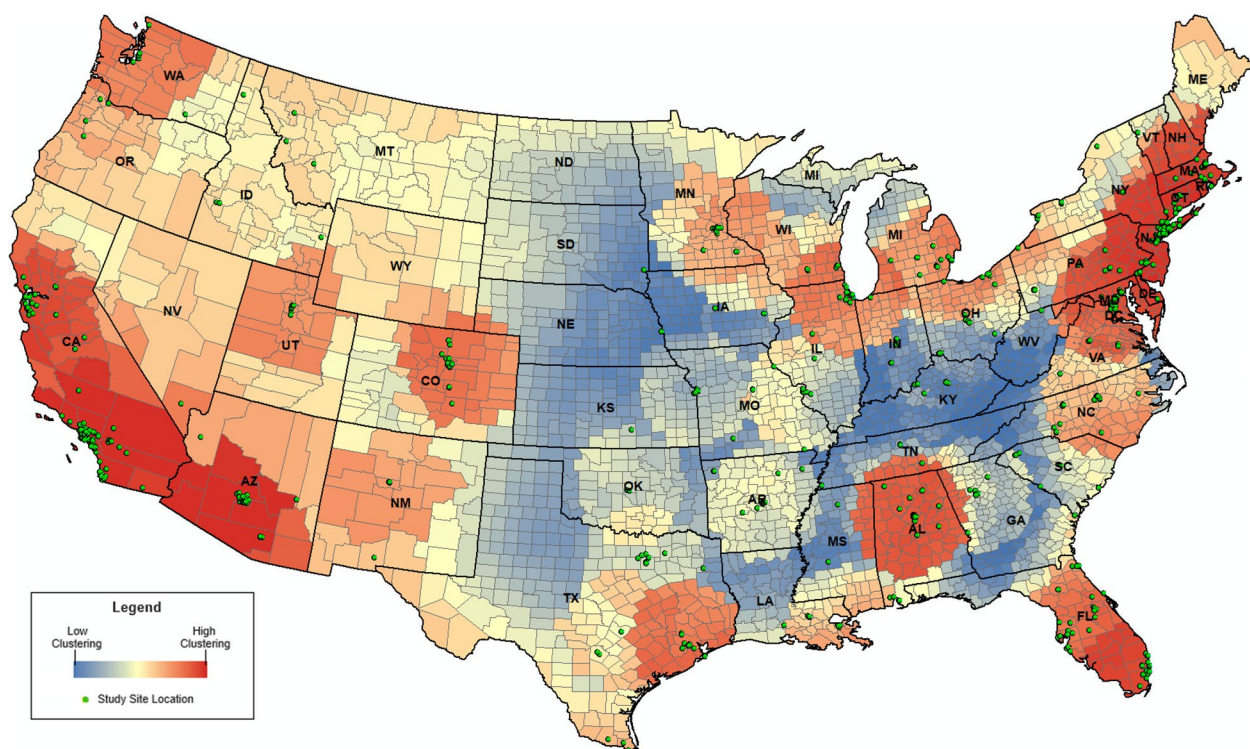 WA
ME
MT
ND
VT
NH
OR
MN
MI
MA
ID
NY
RI
CT
SD
WI
MI
WY
PA
NJ
IA
NE
NV
OH
MD
DE
DC
IL
IN
UT
WV
CA
CO
VA
KS
MO
KY
NC
TN
AZ
OK
SC
NM
AR
GA
AL
MS
TX
LA
FL
Legend
Low
Clustering
High
Clustering
Study Site Location